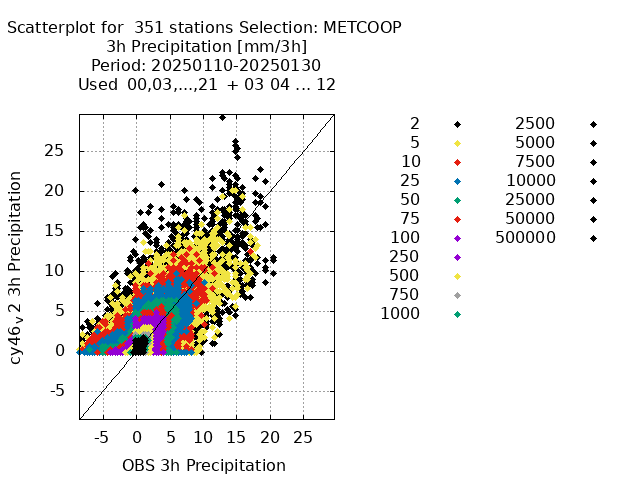 Scatterplot for 351 stations Selection: METCOOP
3h Precipitation [mm/3h]
Period: 20250110-20250130
Used 00,03,...,21 + 03 04 ... 12
25
20
15
10
5
0
-5
cy46_v 2 3h Precipitation
-5 0 5 10 15 20 25
OBS 3h Precipitation
2 2500
5 5000
10 7500
25 10000
50 25000
75 50000
100 500000
250
500
750
1000